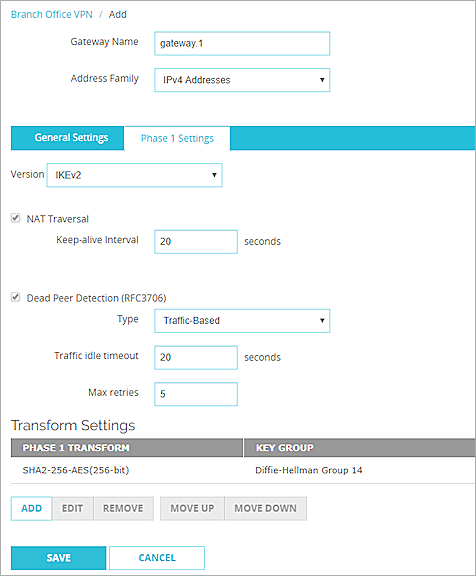 Branch Office VPN / Add
Gateway Name gateway.1
Address Family IPv4 Addresses
General Settings Phase 1 Settings
Version IKEv2
NAT Traversal
Keep-alive Interval 20 seconds
Dead Peer Detection (RFC3706)
Type Traffic-Based
Traffic idle timeout 20 seconds
Max retries 5
Transform Settings
PHASE 1 TRANSFORM KEY GROUP
SHA2-256-AES(256-bit) Diffie-Hellman Group 14
ADD EDIT REMOVE MOVE UP MOVE DOWN
SAVE CANCEL